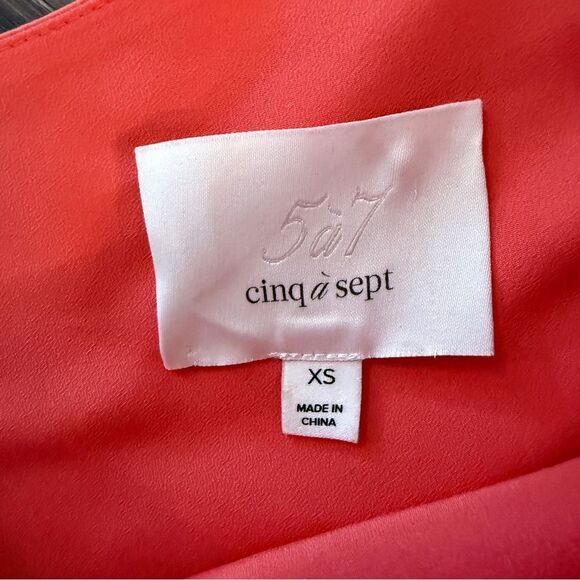 5à7
cinq à sept
XS
MADE IN
CHINA